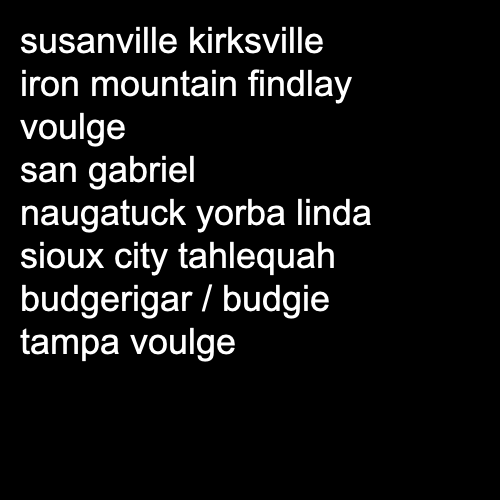 susanville kirksville
iron mountain findlay
voulge
san gabriel
naugatuck yorba linda
sioux city tahlequah
budgerigar / budgie
tampa voulge